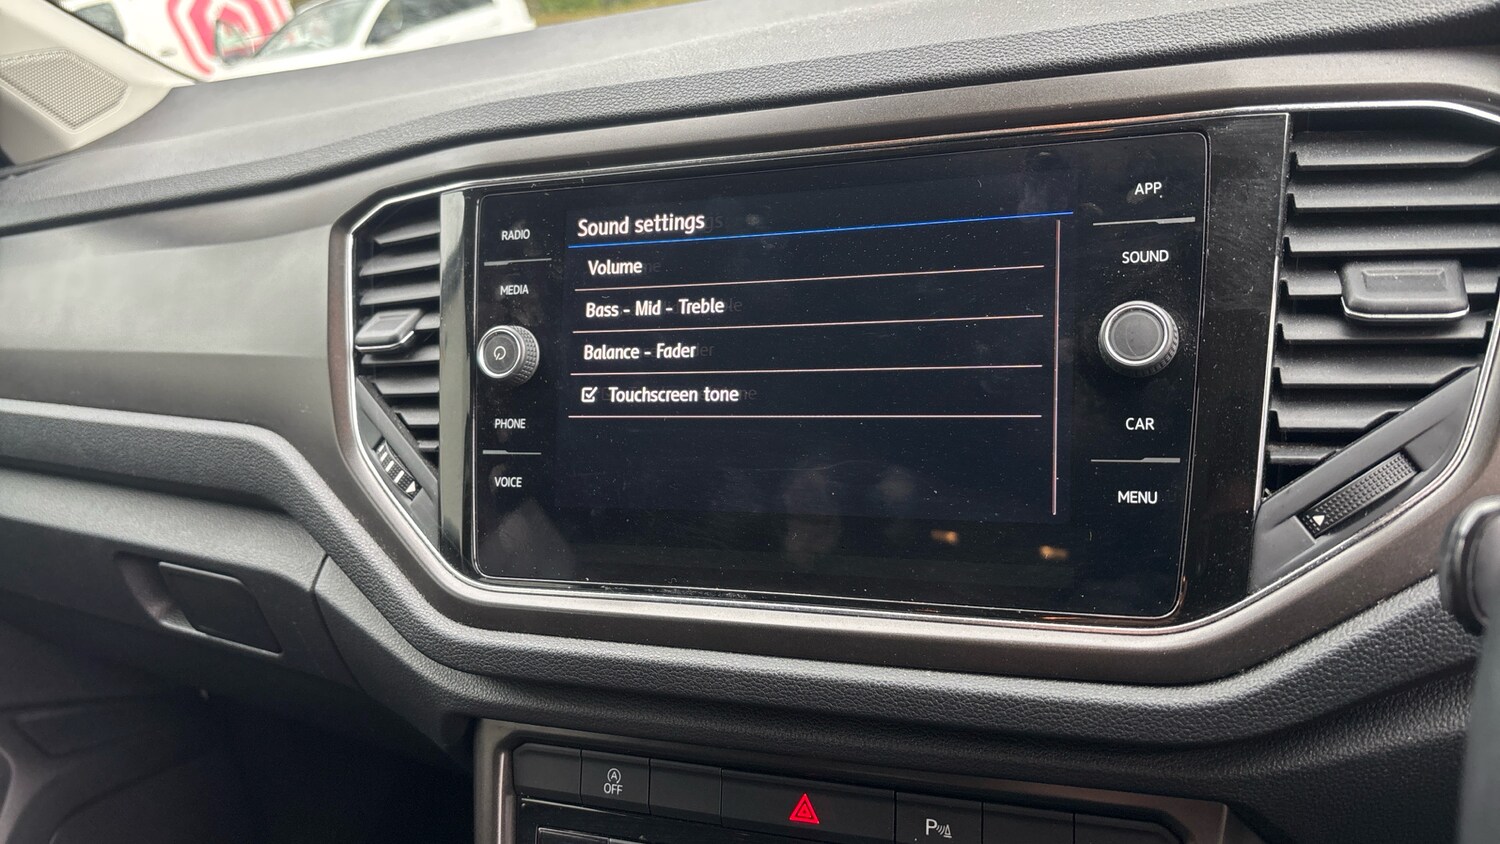 RADIO
MEDIA
PHONE
VOICE
Sound settings
Volume
Bass - Mid - Treble
Balance - Fader
Touchscreen tone
APP
SOUND
CAR
MENU
A
OFF
P